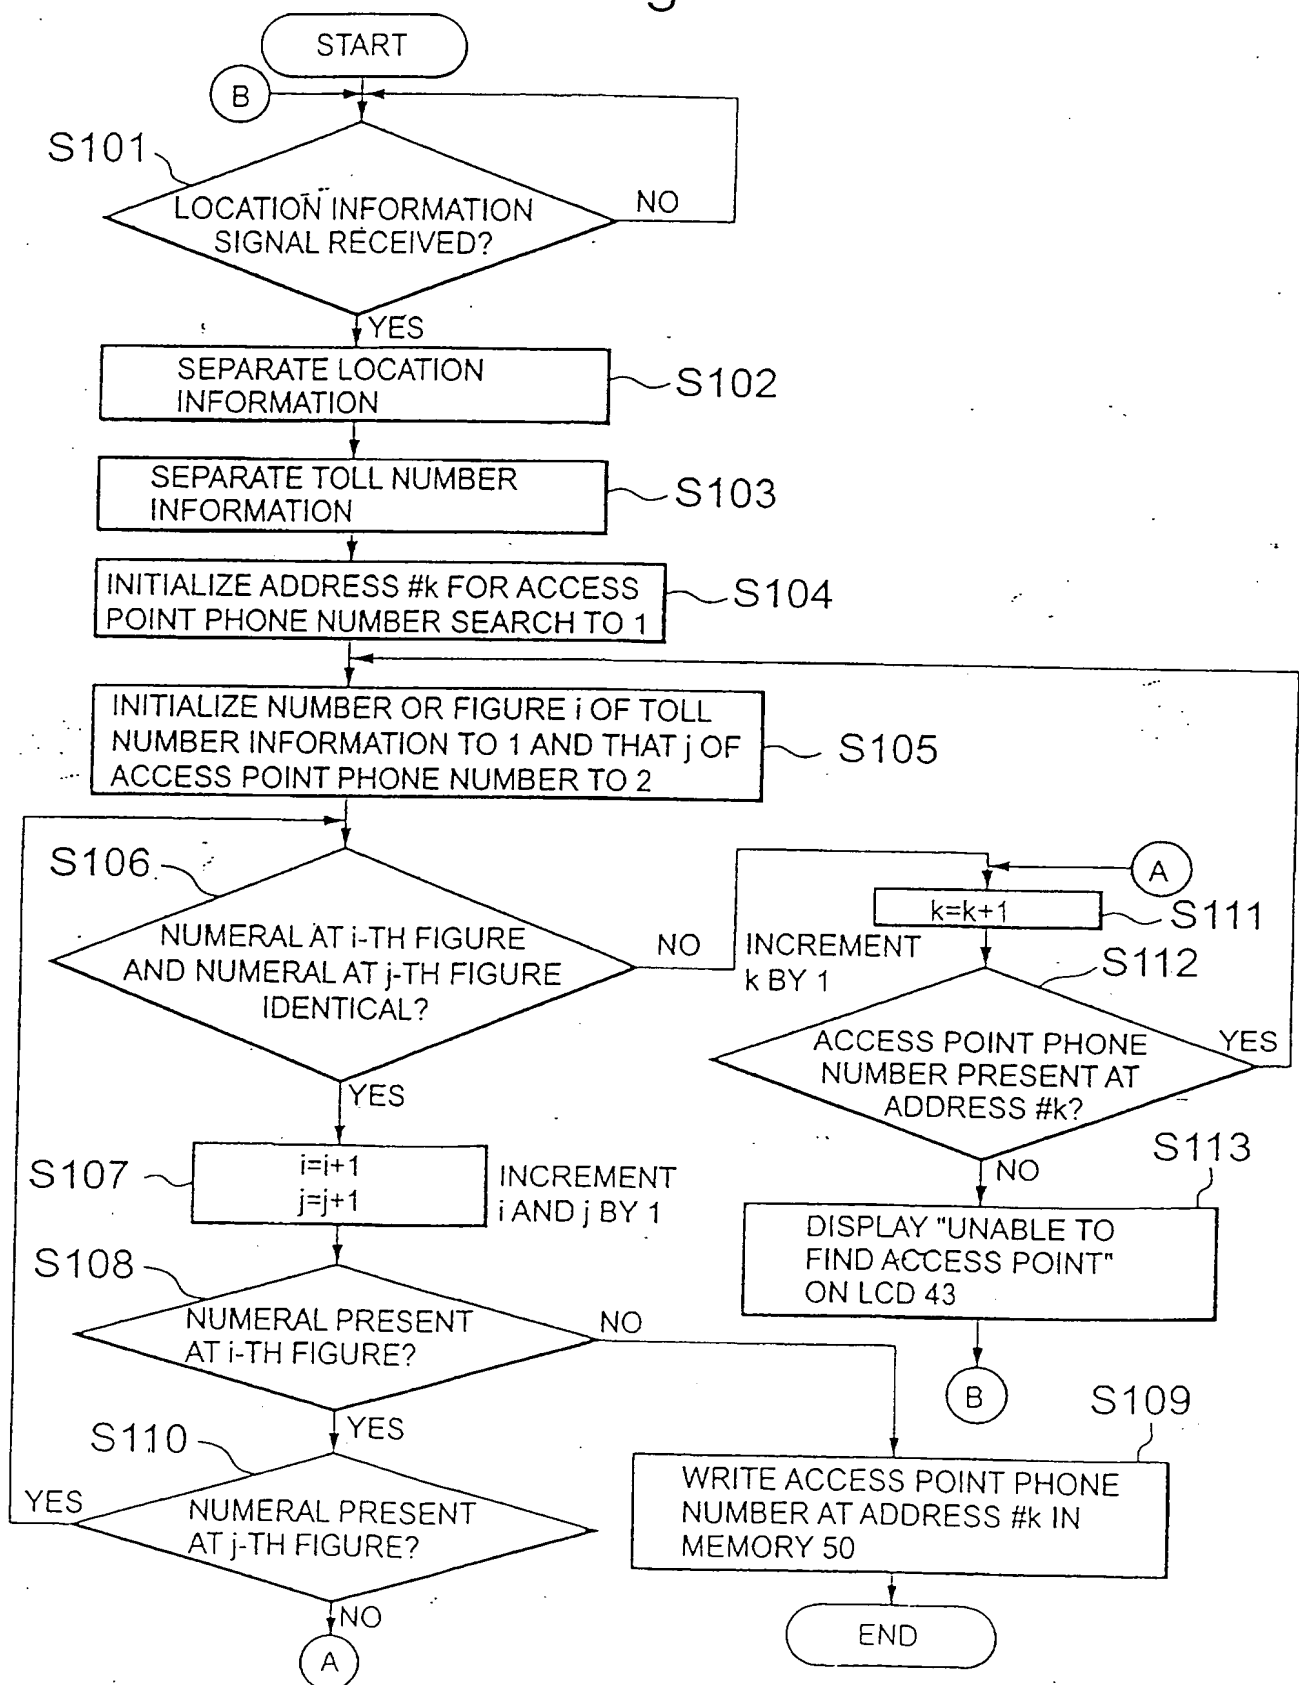 g
START
B
S101
LOCATION INFORMATION
SIGNAL RECEIVED?
NO
YES
SEPARATE LOCATION
INFORMATION
S102
SEPARATE TOLL NUMBER
INFORMATION
S103
INITIALIZE ADDRESS #k FOR ACCESS
POINT PHONE NUMBER SEARCH TO 1
S104
INITIALIZE NUMBER OR FIGURE i OF TOLL
NUMBER INFORMATION TO 1 AND THAT j OF
ACCESS POINT PHONE NUMBER TO 2
S105
S106
NUMERAL AT i-TH FIGURE
AND NUMERAL AT j-TH FIGURE
IDENTICAL?
NO
YES
A
k=k+1
S111
INCREMENT
k BY 1
S112
ACCESS POINT PHONE
NUMBER PRESENT AT
ADDRESS #k?
YES
NO
S107
i=i+1
j=j+1
INCREMENT
i AND j BY 1
S113
DISPLAY "UNABLE TO
FIND ACCESS POINT"
ON LCD 43
B
S108
NUMERAL PRESENT
AT i-TH FIGURE?
NO
YES
S109
WRITE ACCESS POINT PHONE
NUMBER AT ADDRESS #k IN
MEMORY 50
END
S110
NUMERAL PRESENT
AT j-TH FIGURE?
YES
NO
A